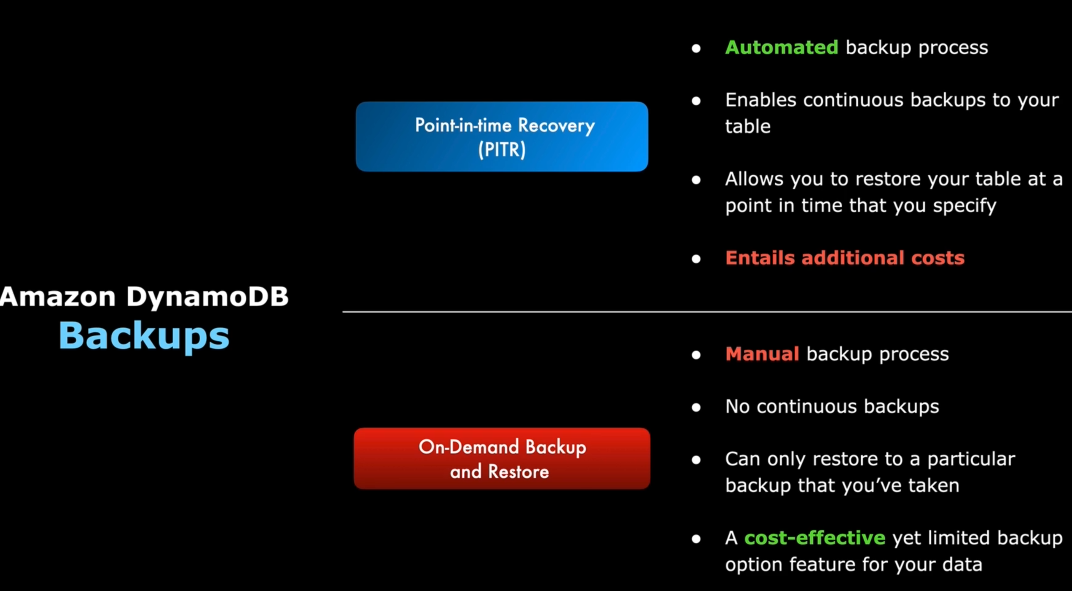 Amazon DynamoDB
Backups
Point-in-time Recovery
(PITR)
● Automated backup process
● Enables continuous backups to your
table
● Allows you to restore your table at a
point in time that you specify
● Entails additional costs
On-Demand Backup
and Restore
● Manual backup process
● No continuous backups
● Can only restore to a particular
backup that you’ve taken
● A cost-effective yet limited backup
option feature for your data